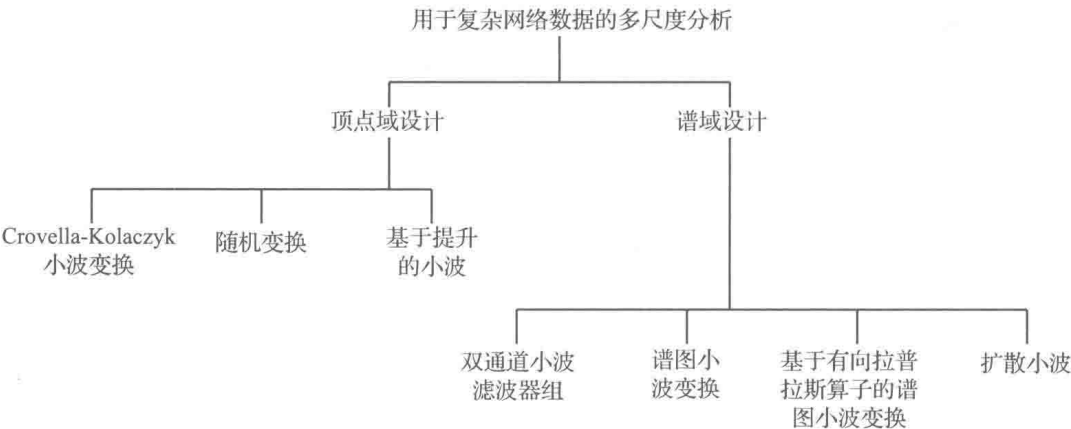 用于复杂网络数据的多尺度分析
顶点域设计
谱域设计
Crovella-Kolaczyk
小波变换
随机变换
基于提升
的小波
双通道小波
滤波器组
谱图小
波变换
基于有向拉普
拉斯算子的谱
图小波变换
扩散小波